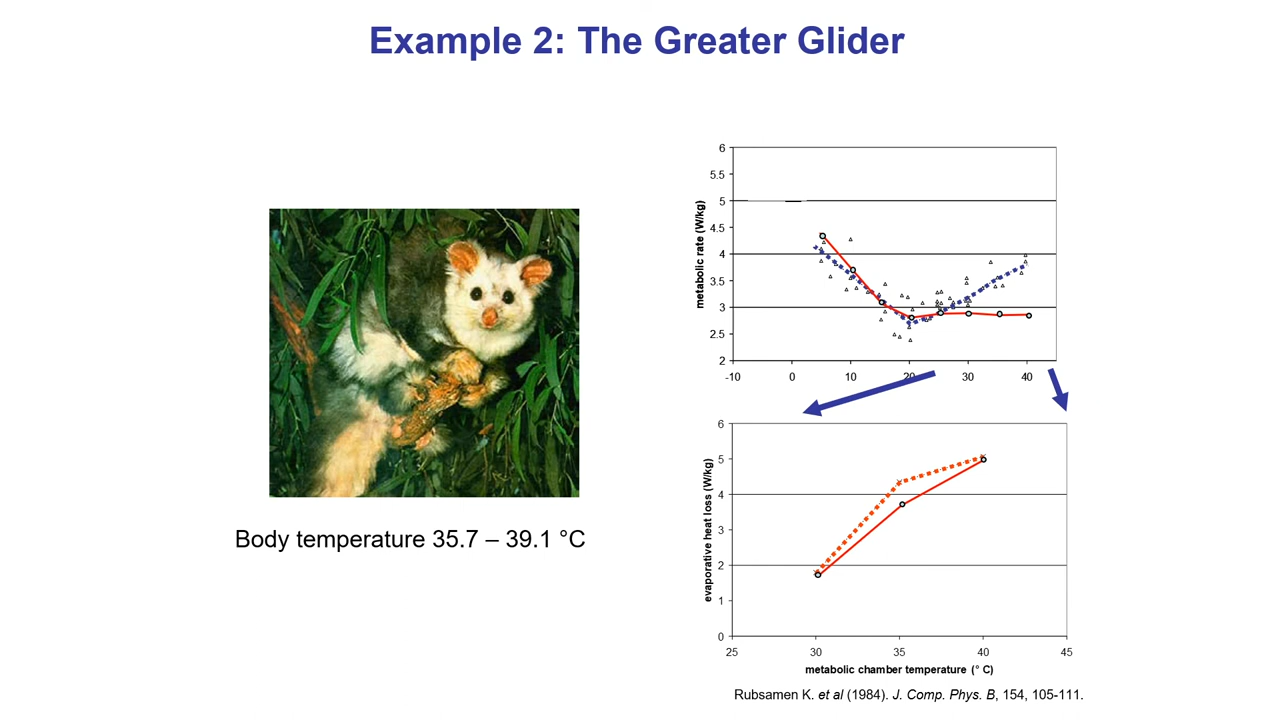 Example 2: The Greater Glider
metabolic rate (W/kg)
6
5.5
5
4.5
4
3.5
3
2.5
2
-10 0 10 20 30 40
evaporative heat loss (W/kg)
6
5
4
3
2
1
0
25 30 35 40 45
metabolic chamber temperature (° C)
Body temperature 35.7 – 39.1 °C
Rubsamen K. et al (1984). J. Comp. Phys. B, 154, 105-111.